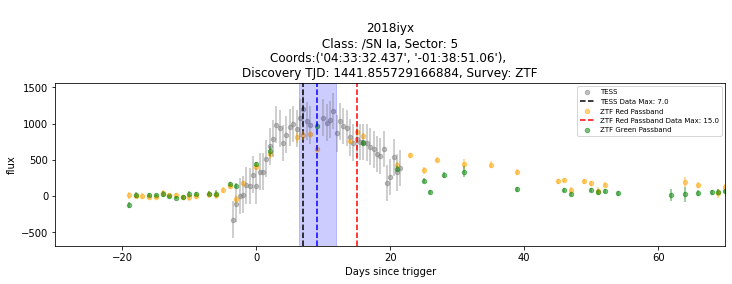 2018iyx
Class: /SN Ia, Sector: 5
Coords:('04:33:32.437', '-01:38:51.06'),
Discovery TJD: 1441.855729166884, Survey: ZTF
1500
1000
500
0
−500
flux
TESS
TESS Data Max: 7.0
ZTF Red Passband
ZTF Red Passband Data Max: 15.0
ZTF Green Passband
−20
0
20
40
60
Days since trigger